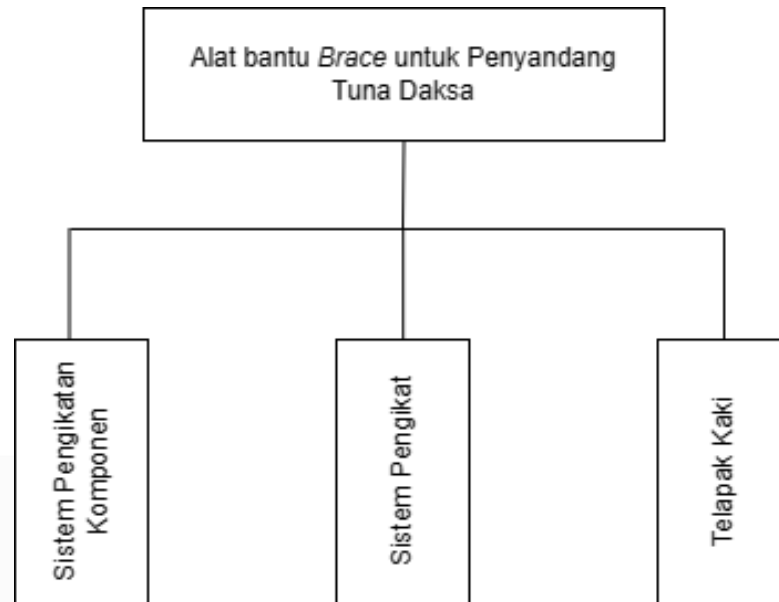 Alat bantu Brace untuk Penyandang
Tuna Daksa
Sistem Pengikatan
Komponen
Sistem Pengikat
Telapak Kaki